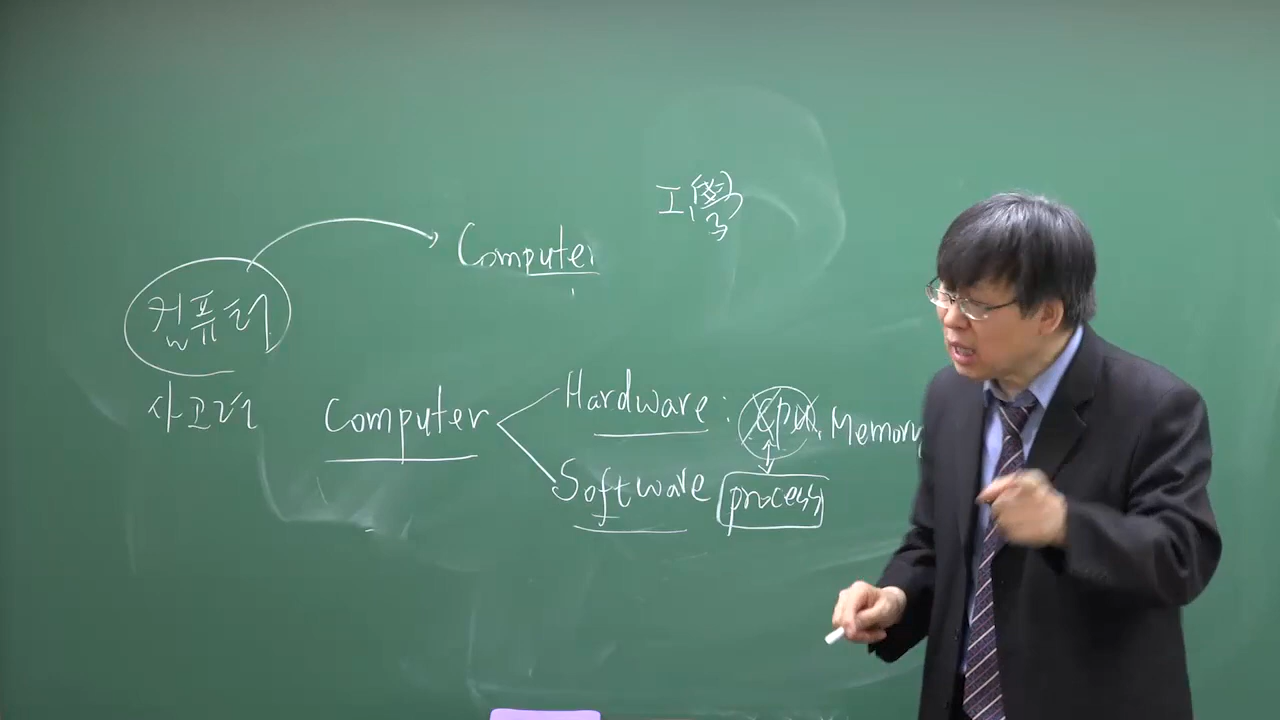 工學
Computer
컴퓨터
사고력
Computer
Hardware : CPU, Memory
Software process